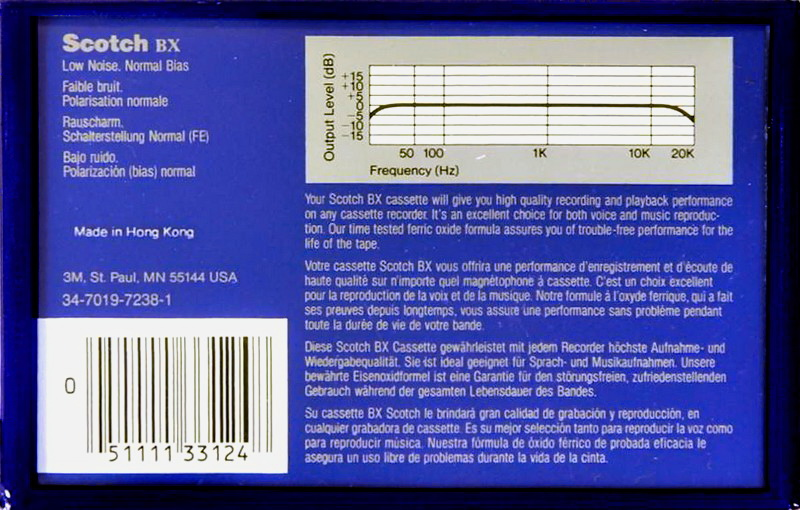 Scotch BX
Low Noise. Normal Bias
Faible bruit.
Polarisation normale
Rauscharm.
Schalterstellung Normal (FE)
Bajo ruido.
Polarización (bias) normal
Made in Hong Kong
3M, St. Paul, MN 55144 USA
34-7019-7238-1
0
51111 33124
Output Level (dB)
+15
+10
+5
0
-5
-10
-15
50 100 1K 10K 20K
Frequency (Hz)
Your Scotch BX cassette will give you high quality recording and playback performance
on any cassette recorder. It's an excellent choice for both voice and music reproduc-
tion. Our time tested ferric oxide formula assures you of trouble-free performance for the
life of the tape.
Votre cassette Scotch BX vous offrira une performance d'enregistrement et d'écoute de
haute qualité sur n'importe quel magnétophone à cassette. C'est un choix excellent
pour la reproduction de la voix et de la musique. Notre formule à l'oxyde ferrique, qui a fait
ses preuves depuis longtemps, vous assure une performance sans problème pendant
toute la durée de vie de votre bande.
Diese Scotch BX Cassette gewährleistet mit jedem Recorder höchste Aufnahme- und
Wiedergabequalität. Sie ist ideal geeignet für Sprach- und Musikaufnahmen. Unsere
bewährte Eisenoxidformel ist eine Garantie für den störungsfreien, zufriedenstellenden
Gebrauch während der gesamten Lebensdauer des Bandes.
Su cassette BX Scotch le brindará gran calidad de grabación y reproducción, en
cualquier grabadora de cassette. Es su mejor selección tanto para reproducir la voz como
para reproducir música. Nuestra fórmula de óxido férrico de probada eficacia le
asegura un uso libre de problemas durante la vida de la cinta.